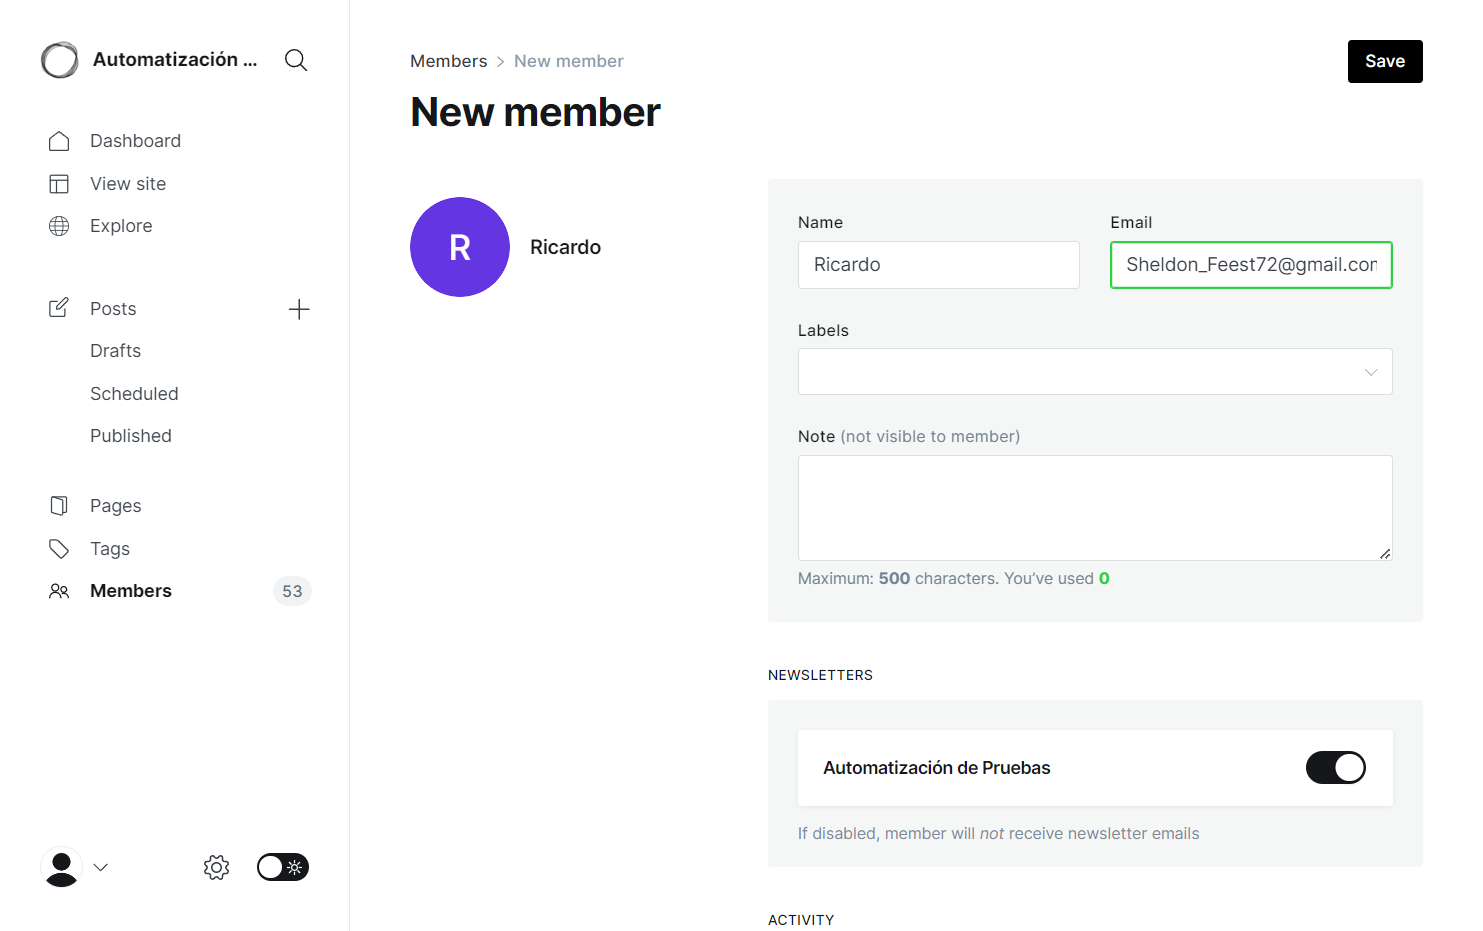 Automatización ...
Dashboard
View site
Explore
Posts
Drafts
Scheduled
Published
Pages
Tags
Members
53
Members > New member
Save
New member
R
Ricardo
Name
Email
Ricardo
Sheldon_Feest72@gmail.com
Labels
Note (not visible to member)
Maximum: 500 characters. You’ve used 0
NEWSLETTERS
Automatización de Pruebas
If disabled, member will not receive newsletter emails
ACTIVITY